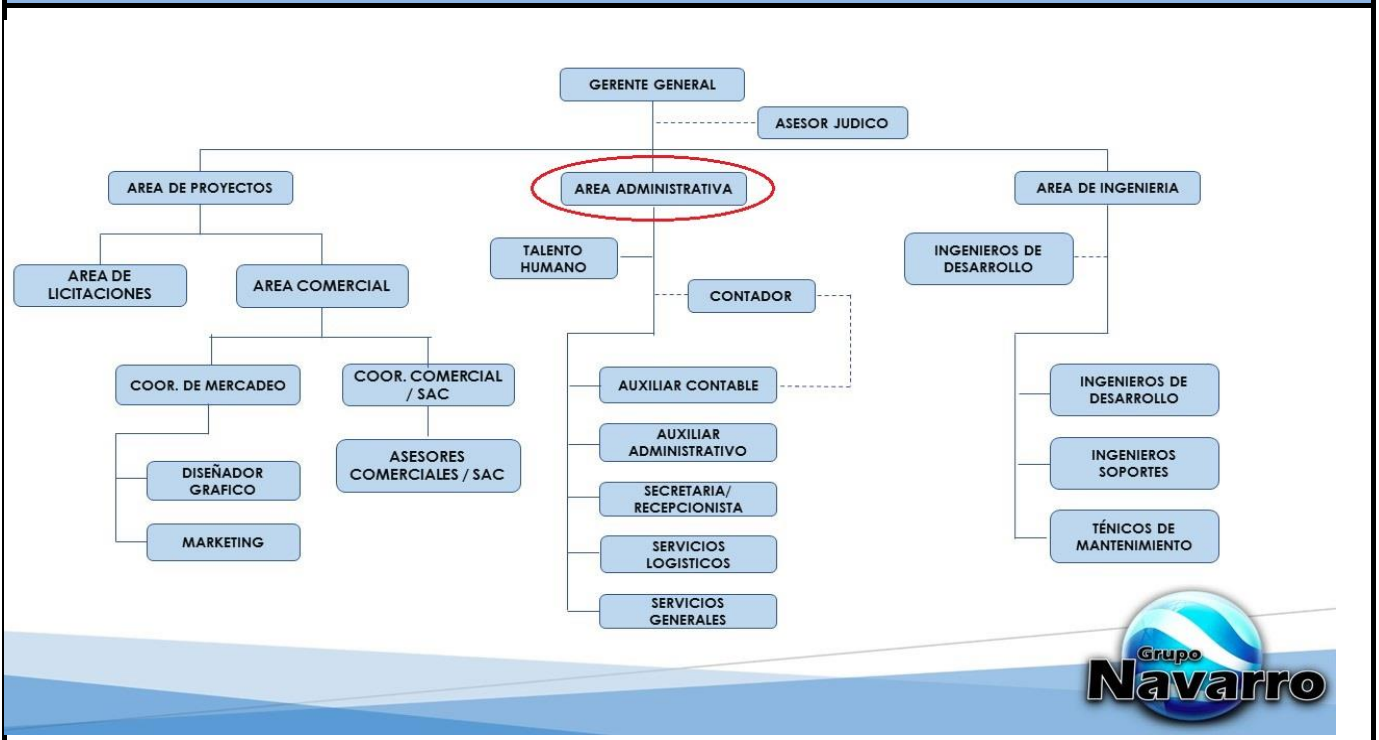 GERENTE GENERAL
ASESOR JUDICO
AREA DE PROYECTOS
AREA ADMINISTRATIVA
AREA DE INGENIERIA
TALENTO
HUMANO
INGENIEROS DE
DESARROLLO
AREA DE
LICITACIONES
AREA COMERCIAL
CONTADOR
COOR. DE MERCADEO
COOR. COMERCIAL
/ SAC
AUXILIAR CONTABLE
INGENIEROS DE
DESARROLLO
ASESORES
COMERCIALES / SAC
AUXILIAR
ADMINISTRATIVO
INGENIEROS
SOPORTES
DISEÑADOR
GRAFICO
SECRETARIA/
RECEPCIONISTA
MARKETING
SERVICIOS
LOGISTICOS
TÉNICOS DE
MANTENIMIENTO
SERVICIOS
GENERALES
Grupo
Navarro